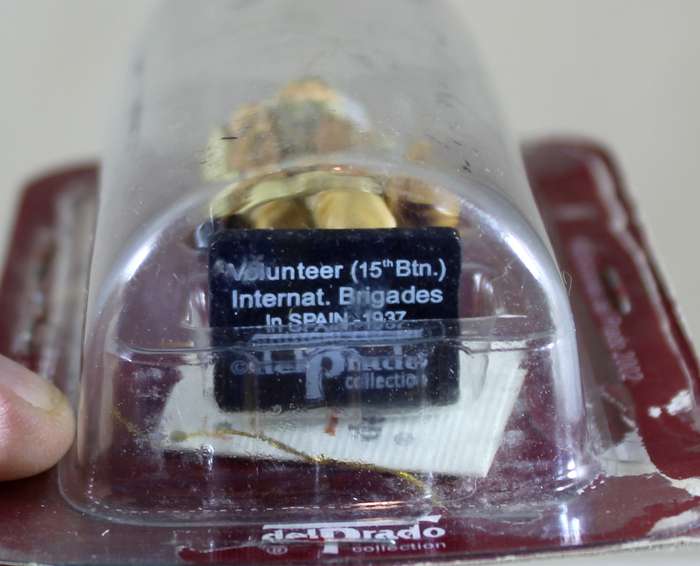 Volunteer (15th Btn.)
Internat. Brigades
In SPAIN - 1937
©delPrado
collection
delPrado
® collection